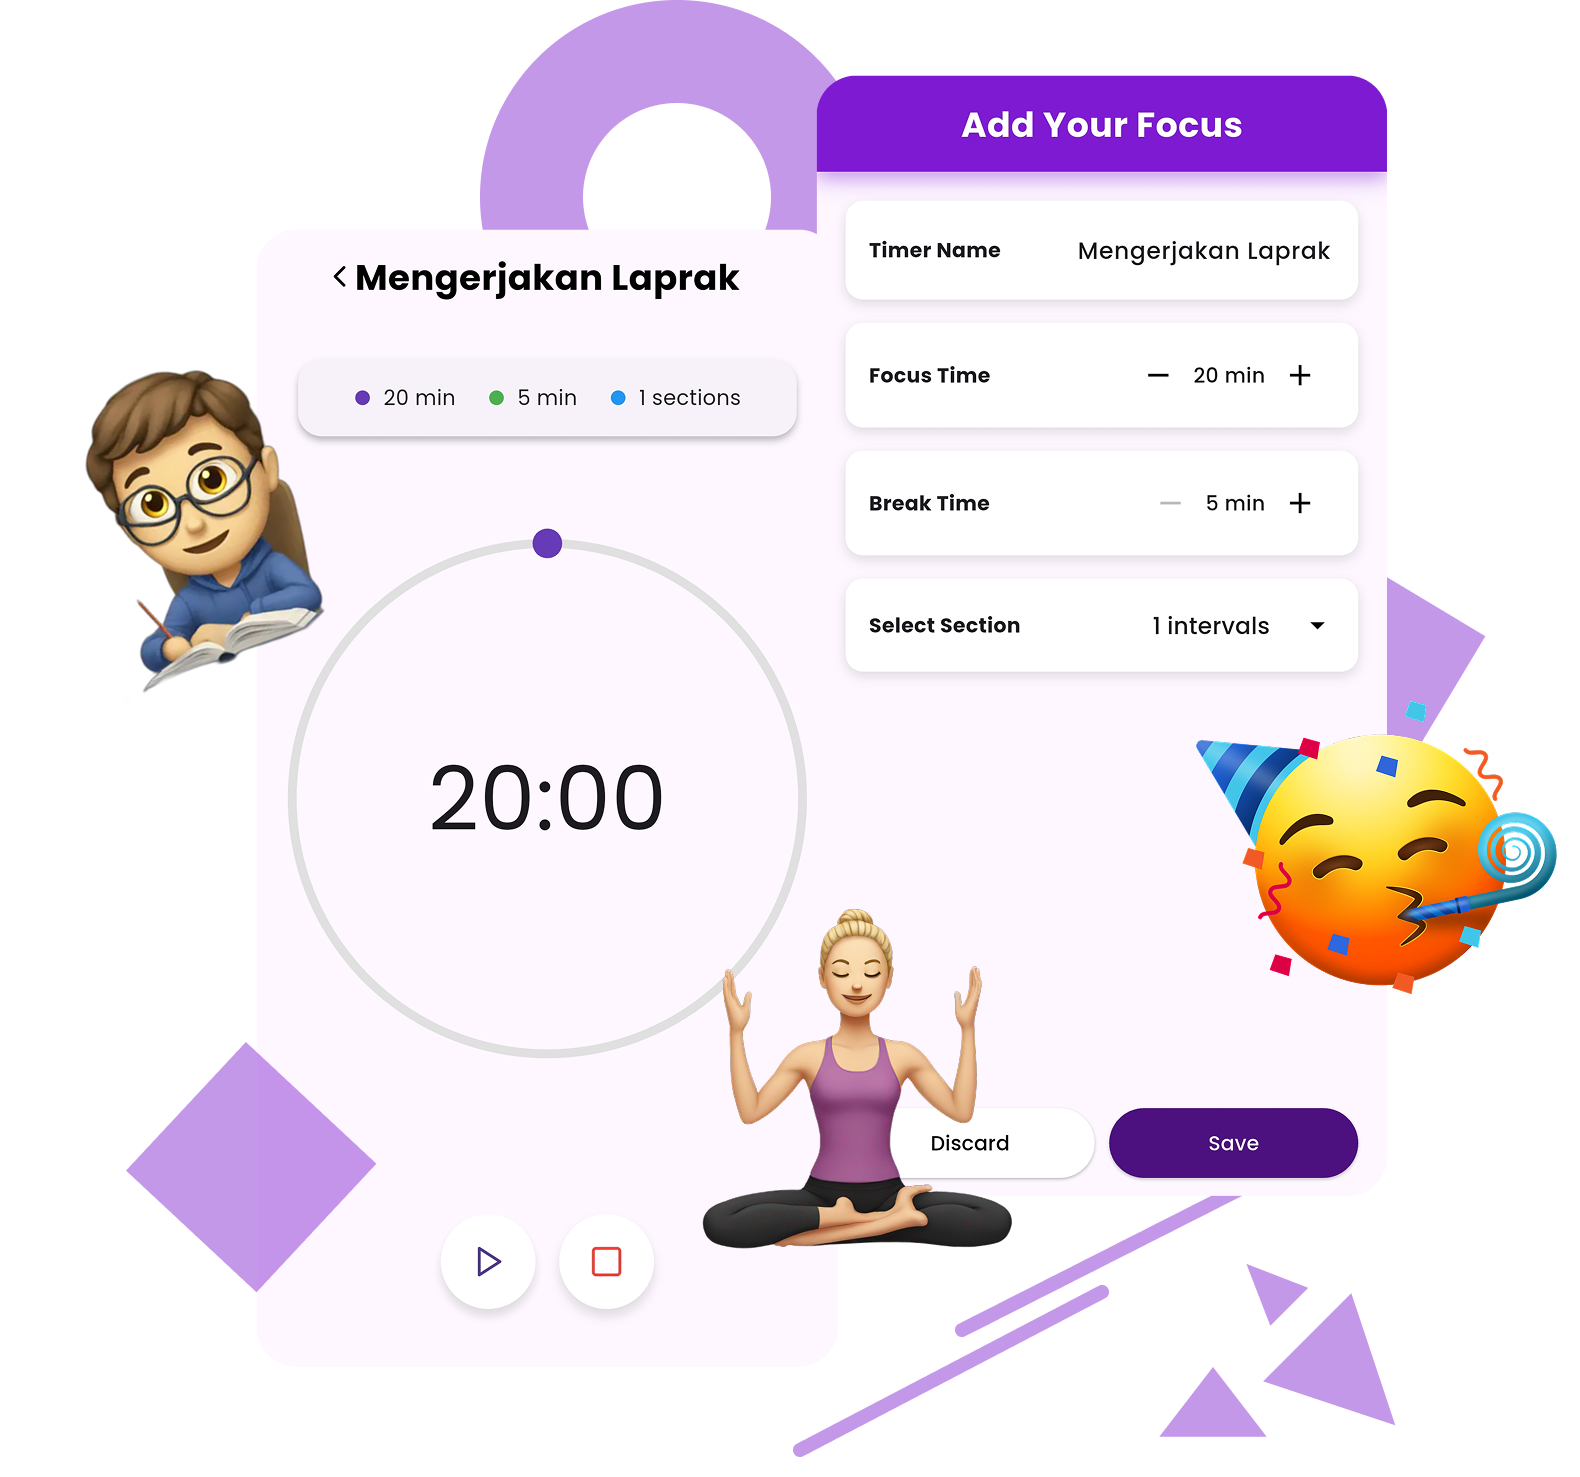 Mengerjakan Laprak
20 min
5 min
1 sections
20:00
Add Your Focus
Timer Name
Mengerjakan Laprak
Focus Time
20 min
Break Time
5 min
Select Section
1 intervals
Discard
Save